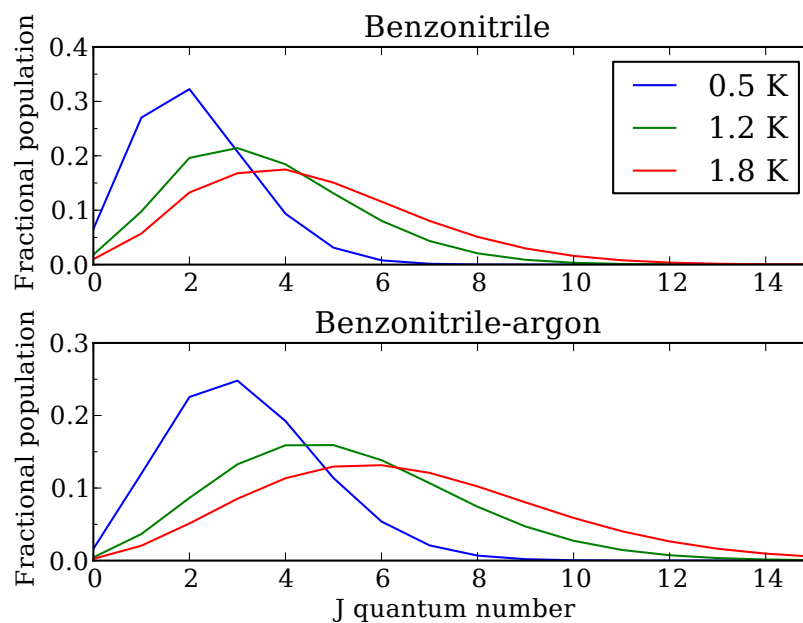 Benzonitrile
Fractional population
0.4
0.3
0.2
0.1
0.0
0 2 4 6 8 10 12 14
0.5 K
1.2 K
1.8 K
Benzonitrile-argon
Fractional population
0.3
0.2
0.1
0.0
0 2 4 6 8 10 12 14
J quantum number